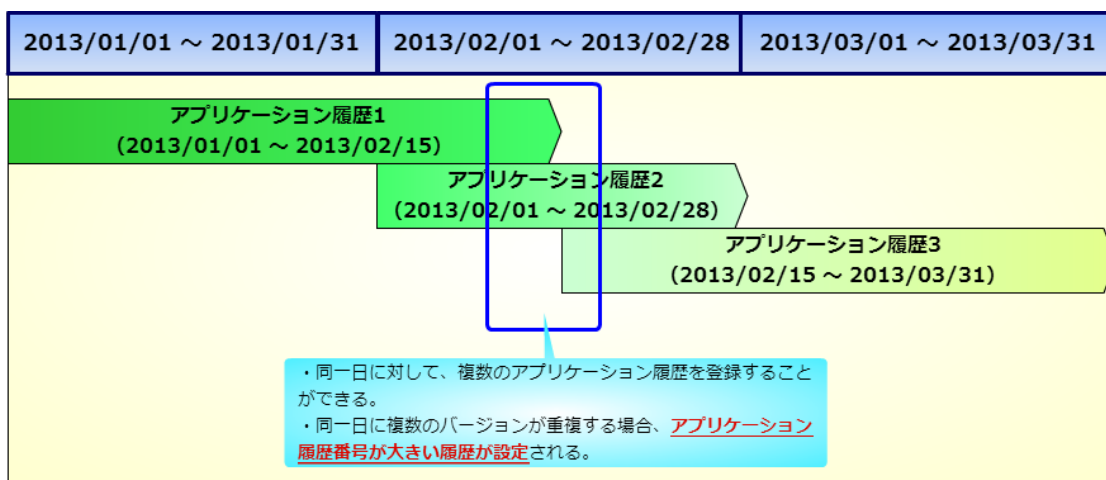 2013/01/01 ～ 2013/01/31
2013/02/01 ～ 2013/02/28
2013/03/01 ～ 2013/03/31
アプリケーション履歴1
（2013/01/01 ～ 2013/02/15）
アプリケーション履歴2
（2013/02/01 ～ 2013/02/28）
アプリケーション履歴3
（2013/02/15 ～ 2013/03/31）
・同一日に対して、複数のアプリケーション履歴を登録すること
ができる。
・同一日に複数のバージョンが重複する場合、アプリケーション
履歴番号が大きい履歴が設定される。